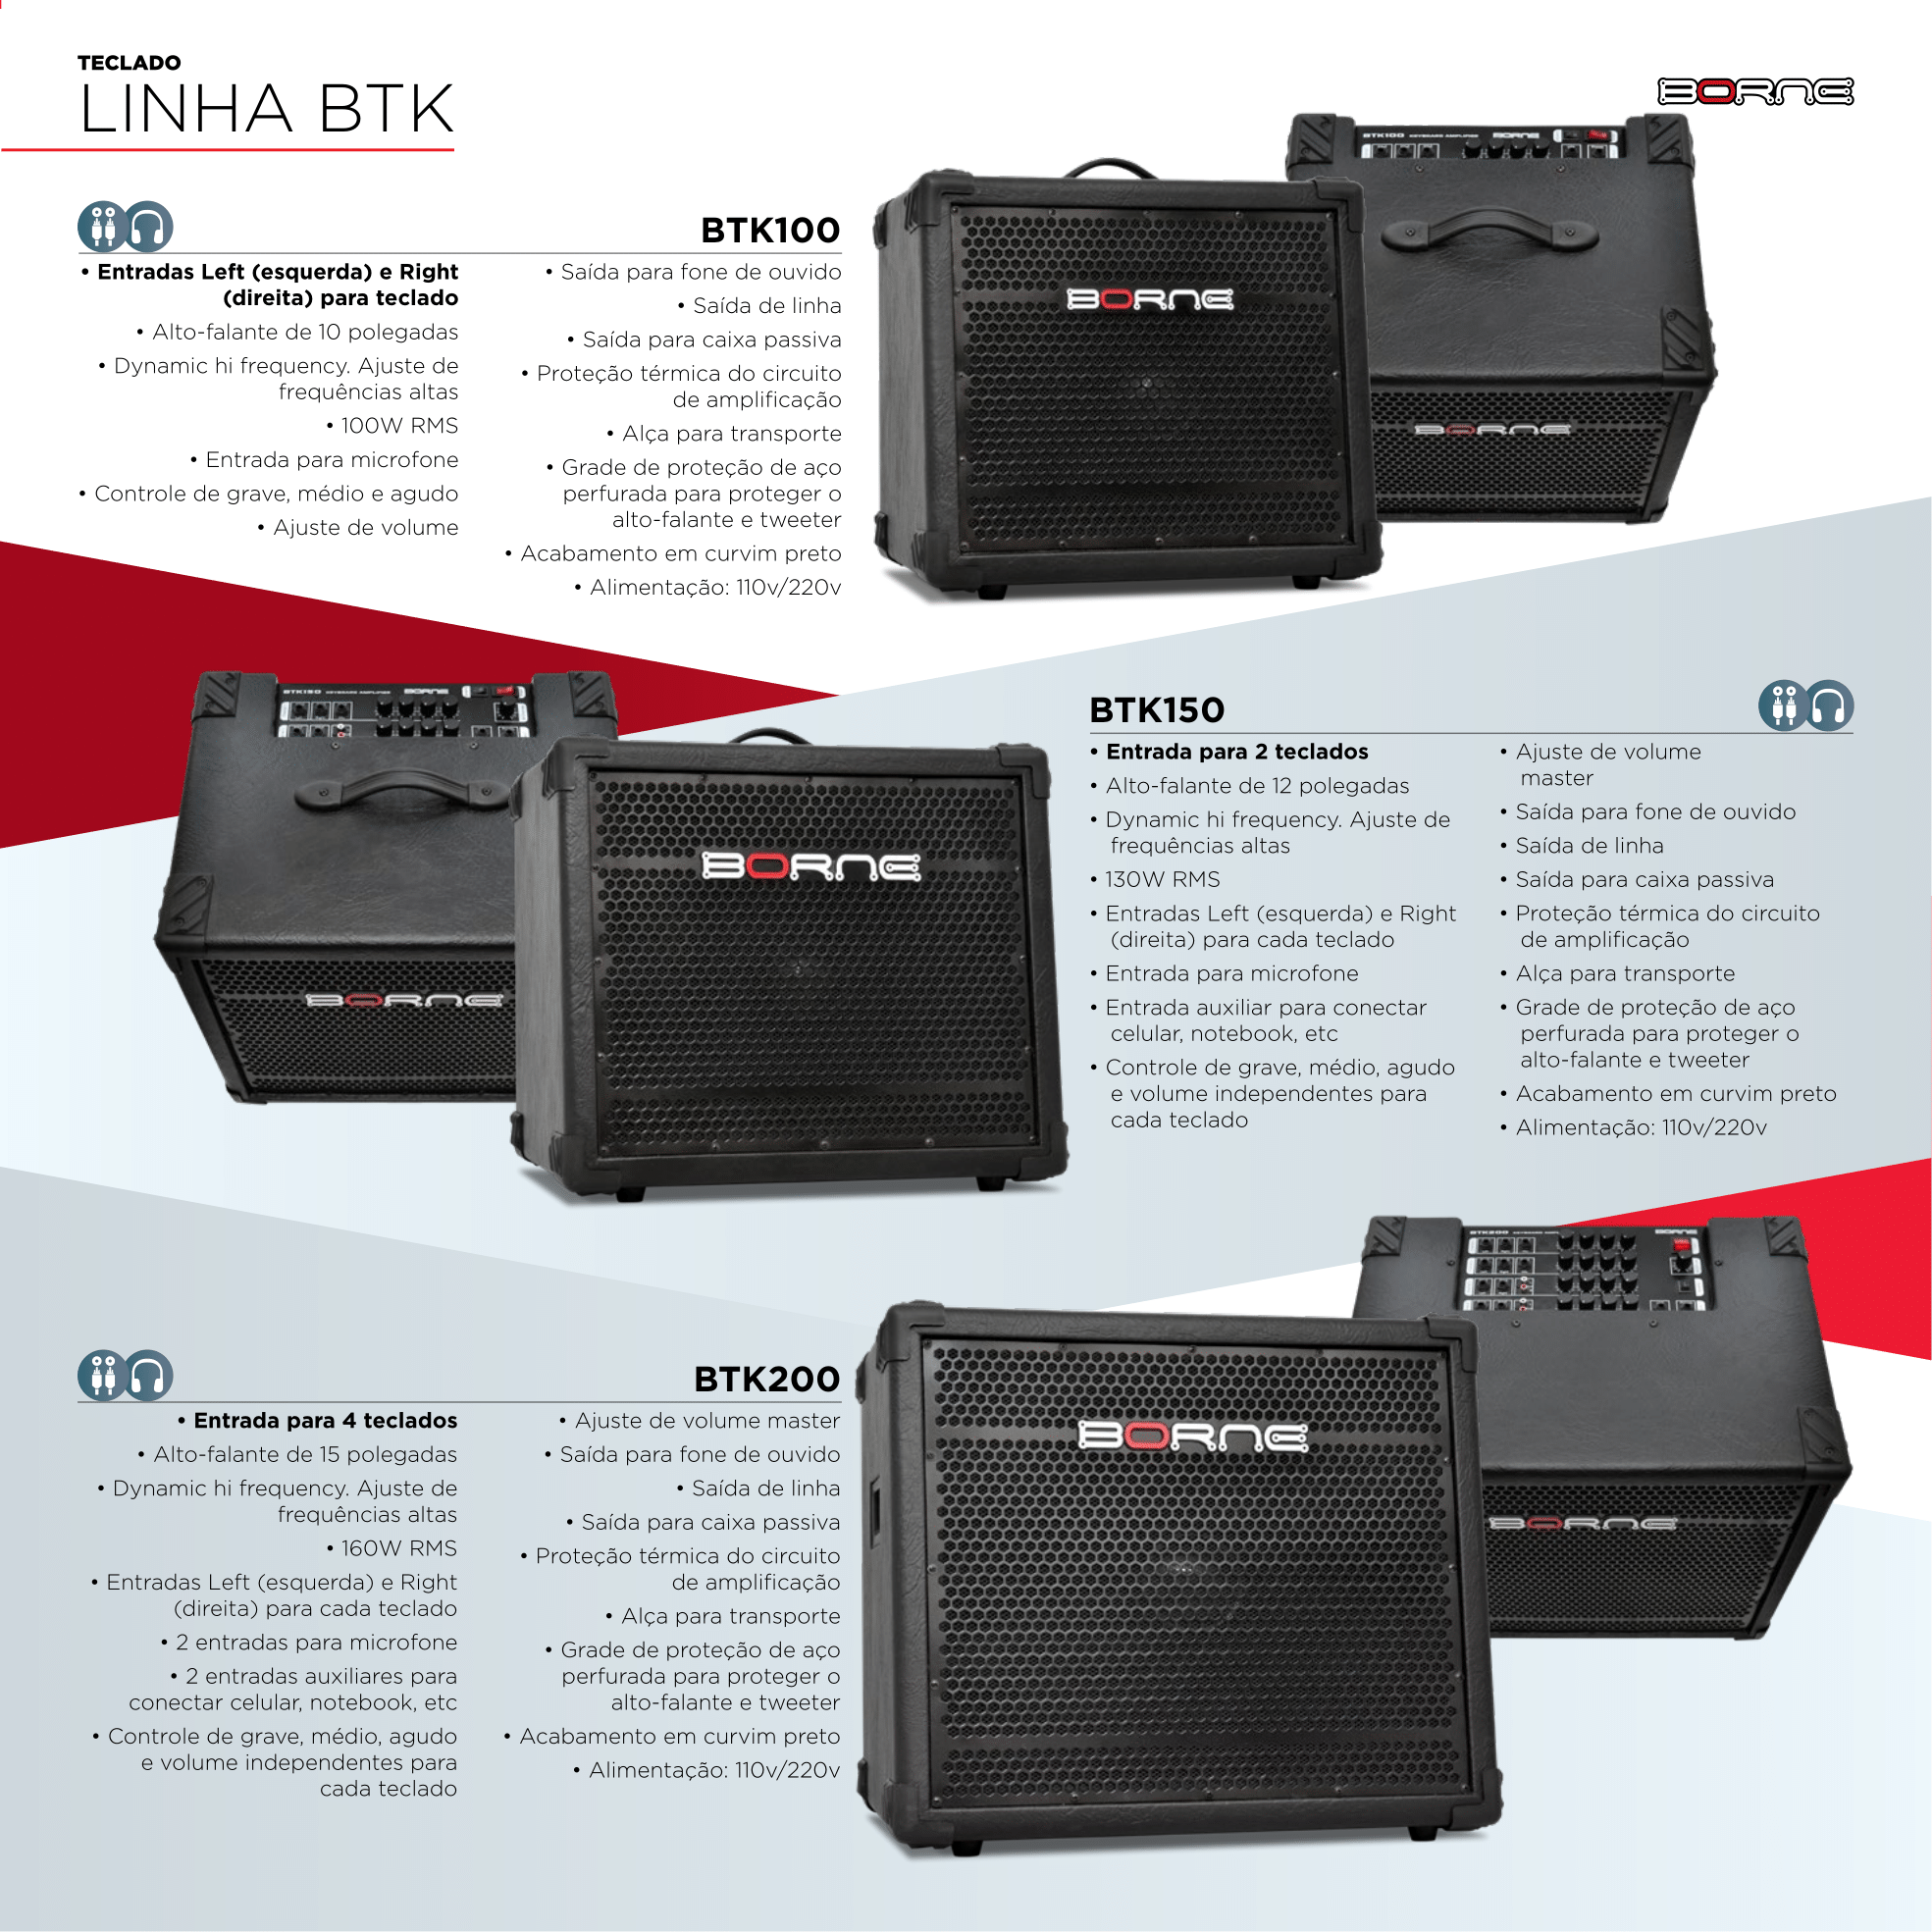 TECLADO
LINHA BTK
BORNE
BTK100 KEYBOARD AMPLIFIER BORNE
BORNE
BORNE
BTK100
• Entradas Left (esquerda) e Right
(direita) para teclado
• Alto-falante de 10 polegadas
• Dynamic hi frequency. Ajuste de
frequências altas
• 100W RMS
• Entrada para microfone
• Controle de grave, médio e agudo
• Ajuste de volume
• Saída para fone de ouvido
• Saída de linha
• Saída para caixa passiva
• Proteção térmica do circuito
de amplificação
• Alça para transporte
• Grade de proteção de aço
perfurada para proteger o
alto-falante e tweeter
• Acabamento em curvim preto
• Alimentação: 110v/220v
BTK150 KEYBOARD AMPLIFIER BORNE
BORNE
BORNE
BTK150
• Entrada para 2 teclados
• Alto-falante de 12 polegadas
• Dynamic hi frequency. Ajuste de
frequências altas
• 130W RMS
• Entradas Left (esquerda) e Right
(direita) para cada teclado
• Entrada para microfone
• Entrada auxiliar para conectar
celular, notebook, etc
• Controle de grave, médio, agudo
e volume independentes para
cada teclado
• Ajuste de volume
master
• Saída para fone de ouvido
• Saída de linha
• Saída para caixa passiva
• Proteção térmica do circuito
de amplificação
• Alça para transporte
• Grade de proteção de aço
perfurada para proteger o
alto-falante e tweeter
• Acabamento em curvim preto
• Alimentação: 110v/220v
BTK200 KEYBOARD AMPL BORNE
BORNE
BORNE
BTK200
• Entrada para 4 teclados
• Alto-falante de 15 polegadas
• Dynamic hi frequency. Ajuste de
frequências altas
• 160W RMS
• Entradas Left (esquerda) e Right
(direita) para cada teclado
• 2 entradas para microfone
• 2 entradas auxiliares para
conectar celular, notebook, etc
• Controle de grave, médio, agudo
e volume independentes para
cada teclado
• Ajuste de volume master
• Saída para fone de ouvido
• Saída de linha
• Saída para caixa passiva
• Proteção térmica do circuito
de amplificação
• Alça para transporte
• Grade de proteção de aço
perfurada para proteger o
alto-falante e tweeter
• Acabamento em curvim preto
• Alimentação: 110v/220v